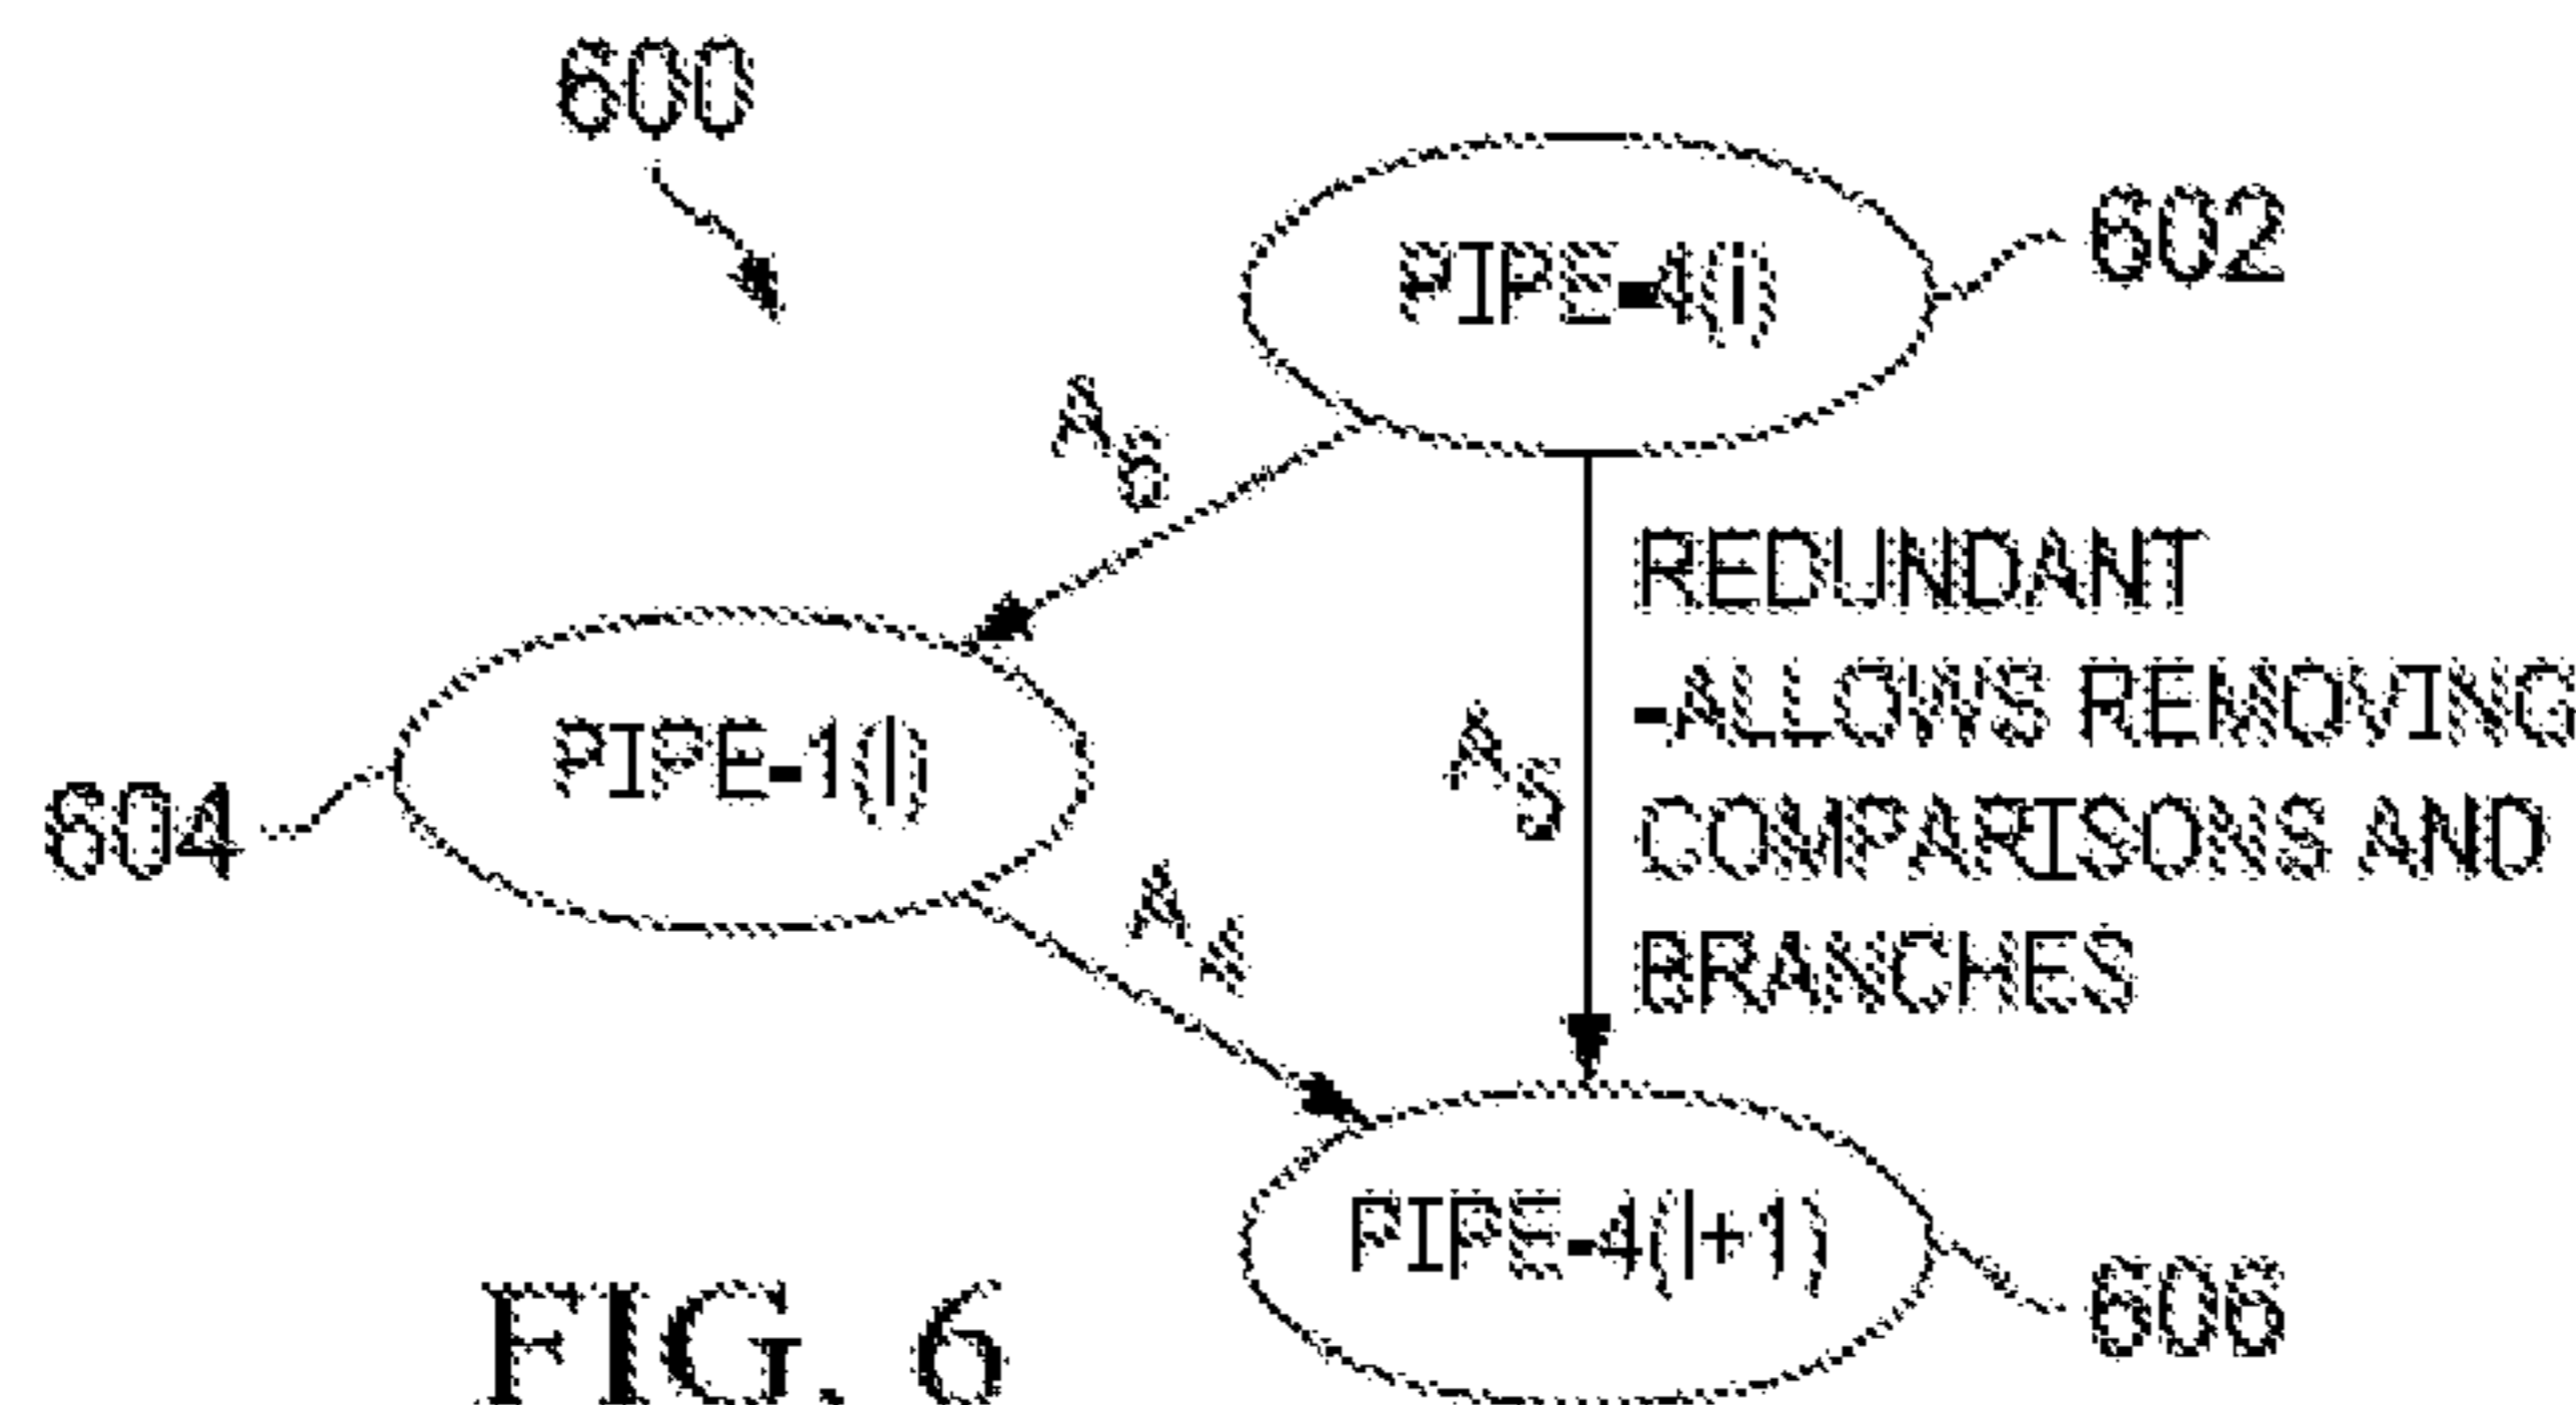 600
PIPE-4(i)
602
A6
REDUNDANT
-ALLOWS REMOVING
COMPARISONS AND
BRANCHES
PIPE-1(I)
604
A5
PIPE-4(I+1)
606
FIG. 6